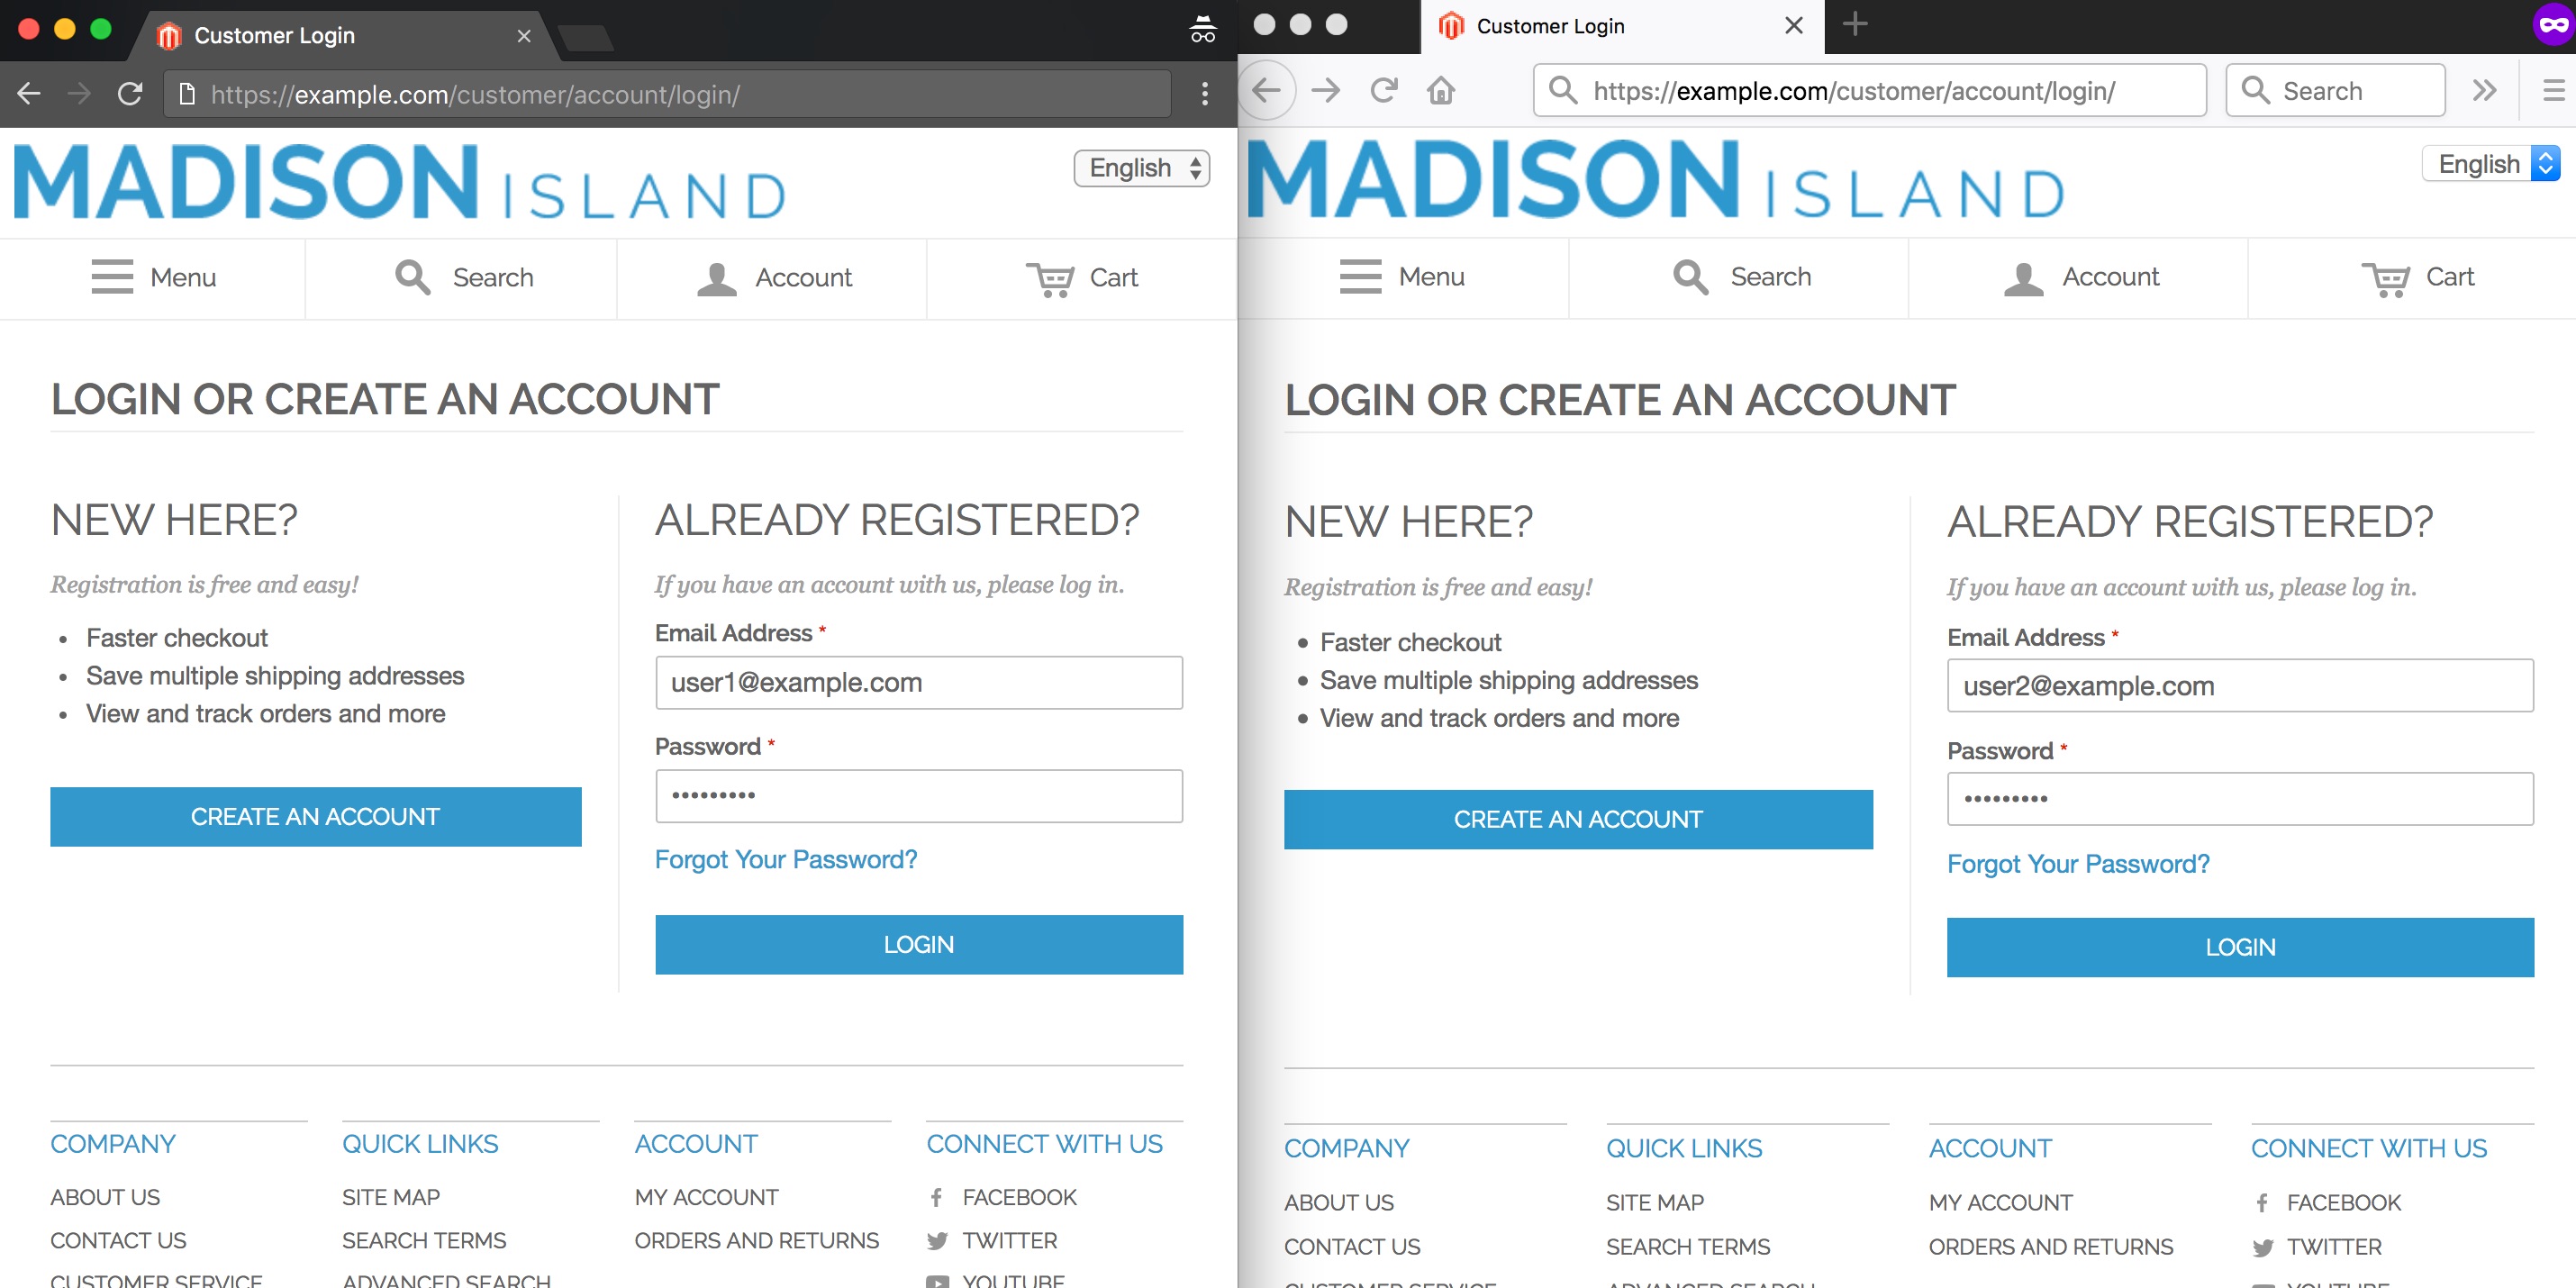 Customer Login
https://example.com/customer/account/login/
MADISON ISLAND
English
Menu
Search
Account
Cart
LOGIN OR CREATE AN ACCOUNT
NEW HERE?
Registration is free and easy!
Faster checkout
Save multiple shipping addresses
View and track orders and more
CREATE AN ACCOUNT
ALREADY REGISTERED?
If you have an account with us, please log in.
Email Address *
user1@example.com
Password *
•••••••••
Forgot Your Password?
LOGIN
COMPANY
ABOUT US
CONTACT US
CUSTOMER SERVICE
QUICK LINKS
SITE MAP
SEARCH TERMS
ADVANCED SEARCH
ACCOUNT
MY ACCOUNT
ORDERS AND RETURNS
CONNECT WITH US
FACEBOOK
TWITTER
YOUTUBE
Customer Login
https://example.com/customer/account/login/
Search
MADISON ISLAND
English
Menu
Search
Account
Cart
LOGIN OR CREATE AN ACCOUNT
NEW HERE?
Registration is free and easy!
Faster checkout
Save multiple shipping addresses
View and track orders and more
CREATE AN ACCOUNT
ALREADY REGISTERED?
If you have an account with us, please log in.
Email Address *
user2@example.com
Password *
•••••••••
Forgot Your Password?
LOGIN
COMPANY
ABOUT US
CONTACT US
CUSTOMER SERVICE
QUICK LINKS
SITE MAP
SEARCH TERMS
ADVANCED SEARCH
ACCOUNT
MY ACCOUNT
ORDERS AND RETURNS
CONNECT WITH US
FACEBOOK
TWITTER
YOUTUBE